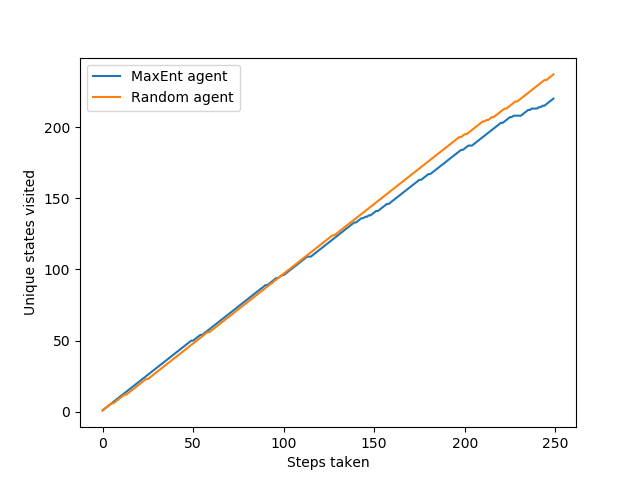 MaxEnt agent
Random agent
Unique states visited
200
150
100
50
0
0 50 100 150 200 250
Steps taken